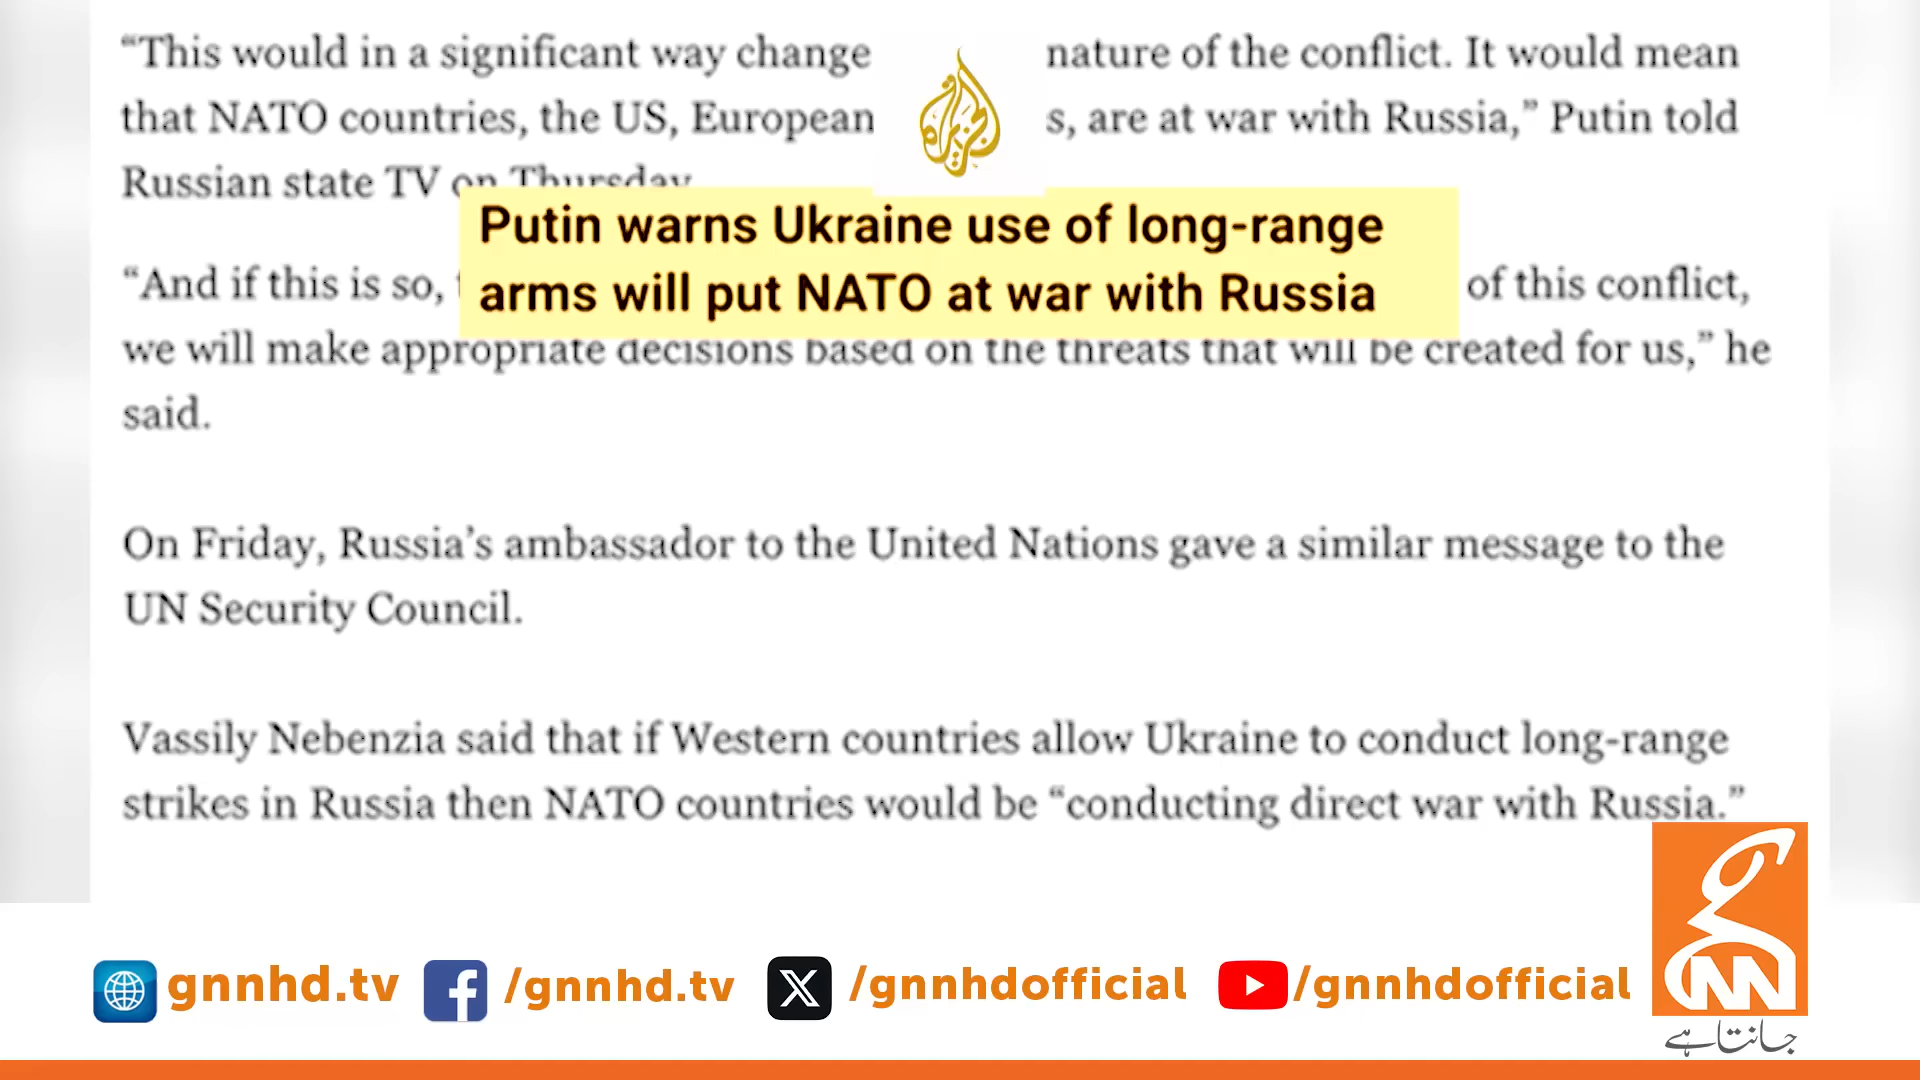 “This would in a significant way change nature of the conflict. It would mean
that NATO countries, the US, European s, are at war with Russia,” Putin told
Russian state TV on Thursday
الجزيرة
Putin warns Ukraine use of long-range
arms will put NATO at war with Russia
“And if this is so, of this conflict,
we will make appropriate decisions based on the threats that will be created for us,” he
said.
On Friday, Russia’s ambassador to the United Nations gave a similar message to the
UN Security Council.
Vassily Nebenzia said that if Western countries allow Ukraine to conduct long-range
strikes in Russia then NATO countries would be “conducting direct war with Russia.”
gnnhd.tv /gnnhd.tv /gnnhdofficial /gnnhdofficial
GNN
جانتا ہے